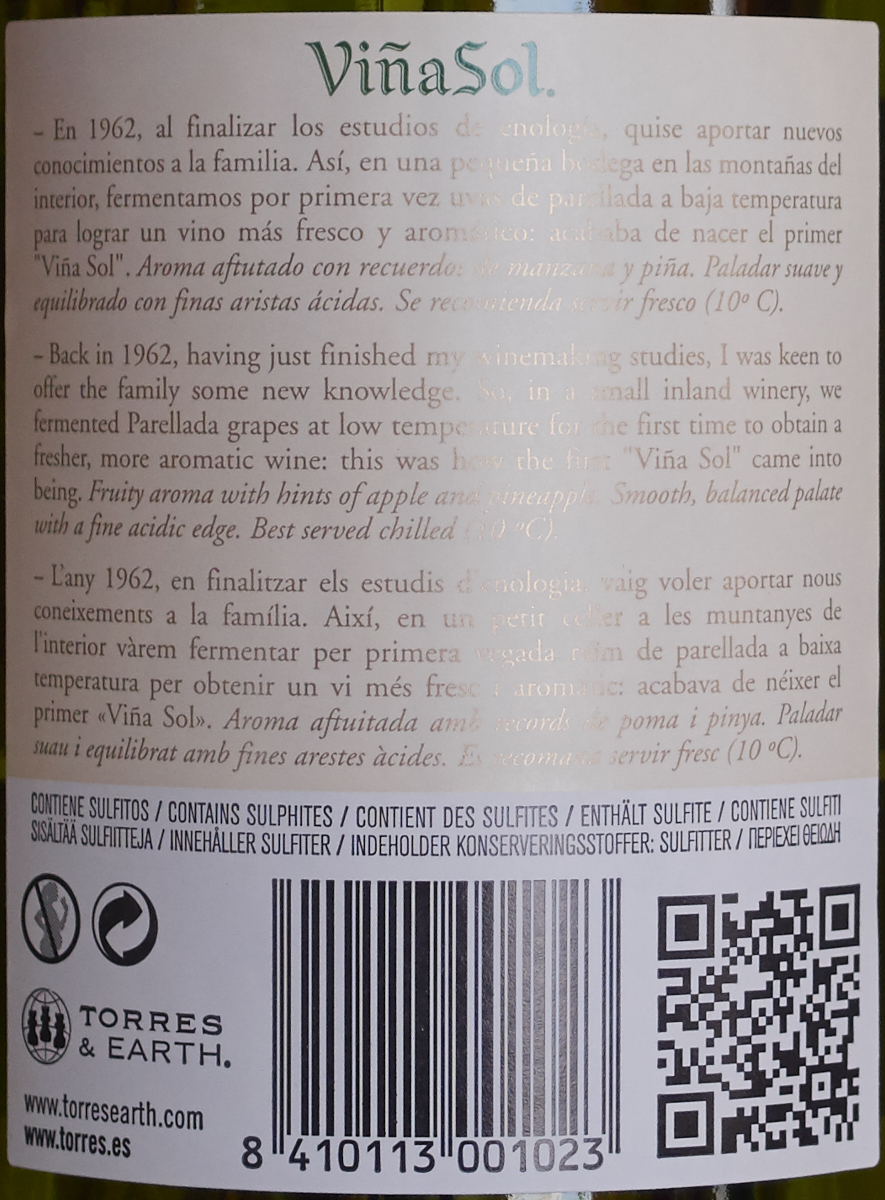 ViñaSol.
– En 1962, al finalizar los estudios de enología, quise aportar nuevos
conocimientos a la familia. Así, en una pequeña bodega en las montañas del
interior, fermentamos por primera vez uvas de parellada a baja temperatura
para lograr un vino más fresco y aromático: acababa de nacer el primer
"Viña Sol". Aroma afrutado con recuerdos de manzana y piña. Paladar suave y
equilibrado con finas aristas ácidas. Se recomienda servir fresco (10º C).
– Back in 1962, having just finished my winemaking studies, I was keen to
offer the family some new knowledge. So, in a small inland winery, we
fermented Parellada grapes at low temperature for the first time to obtain a
fresher, more aromatic wine: this was how the first "Viña Sol" came into
being. Fruity aroma with hints of apple and pineapple. Smooth, balanced palate
with a fine acidic edge. Best served chilled (10 ºC).
– L'any 1962, en finalitzar els estudis d'enologia, vaig voler aportar nous
coneixements a la família. Així, en un petit celler a les muntanyes de
l'interior vàrem fermentar per primera vegada raïm de parellada a baixa
temperatura per obtenir un vi més fresc i aromàtic: acabava de néixer el
primer «Viña Sol». Aroma afruitada amb records de poma i pinya. Paladar
suau i equilibrat amb fines arestes àcides. Es recomana servir fresc (10 ºC).
CONTIENE SULFITOS / CONTAINS SULPHITES / CONTIENT DES SULFITES / ENTHÄLT SULFITE / CONTIENE SULFITI
SISÄLTÄÄ SULFIITTEJA / INNEHÅLLER SULFITER / INDEHOLDER KONSERVERINGSSTOFFER: SULFITTER / ΠΕΡΙΕΧΕΙ ΘΕΙΩΔΗ
TORRES
& EARTH.
www.torresearth.com
www.torres.es
8 410113 001023